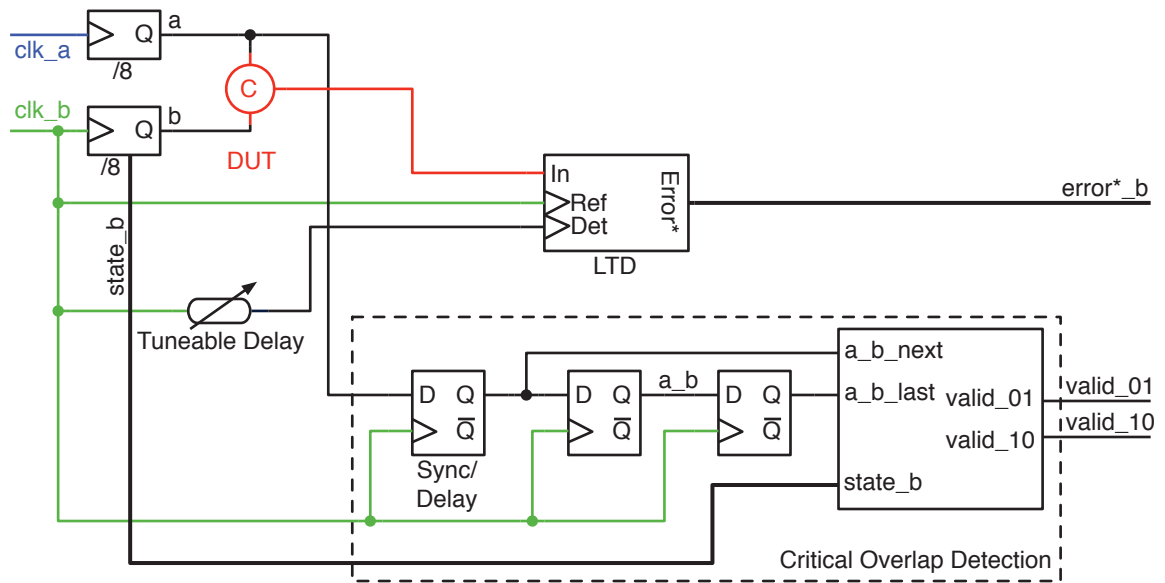 a
Q
clk_a
/8
C
clk_b
b
Q
/8
DUT
In
Ref
Det
Error*
LTD
error*_b
state_b
Tuneable Delay
a_b_next
D Q
Q
D Q
Q
a_b
D Q
Q
a_b_last
valid_01
valid_01
valid_10
valid_10
Sync/
Delay
state_b
Critical Overlap Detection